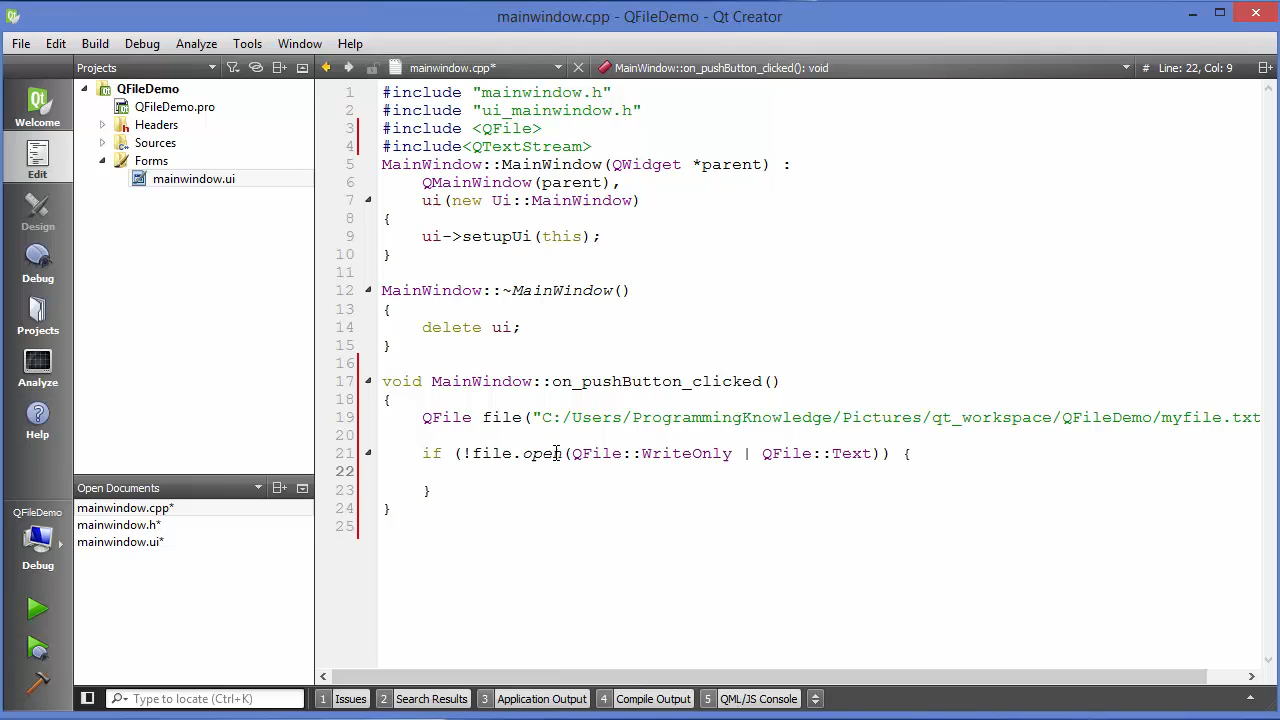 mainwindow.cpp - QFileDemo - Qt Creator
File Edit Build Debug Analyze Tools Window Help
Projects
mainwindow.cpp*
MainWindow::on_pushButton_clicked(): void
# Line: 22, Col: 9
Welcome
Edit
Design
Debug
Projects
Analyze
Help
QFileDemo
Debug
QFileDemo
QFileDemo.pro
Headers
Sources
Forms
mainwindow.ui
Open Documents
mainwindow.cpp*
mainwindow.h*
mainwindow.ui*
1 #include "mainwindow.h"
2 #include "ui_mainwindow.h"
3 #include <QFile>
4 #include<QTextStream>
5 MainWindow::MainWindow(QWidget *parent) :
6 QMainWindow(parent),
7 ui(new Ui::MainWindow)
8 {
9 ui->setupUi(this);
10 }
11
12 MainWindow::~MainWindow()
13 {
14 delete ui;
15 }
16
17 void MainWindow::on_pushButton_clicked()
18 {
19 QFile file("C:/Users/ProgrammingKnowledge/Pictures/qt_workspace/QFileDemo/myfile.txt
20
21 if (!file.open(QFile::WriteOnly | QFile::Text)) {
22
23 }
24 }
25
Type to locate (Ctrl+K)
1 Issues
2 Search Results
3 Application Output
4 Compile Output
5 QML/JS Console